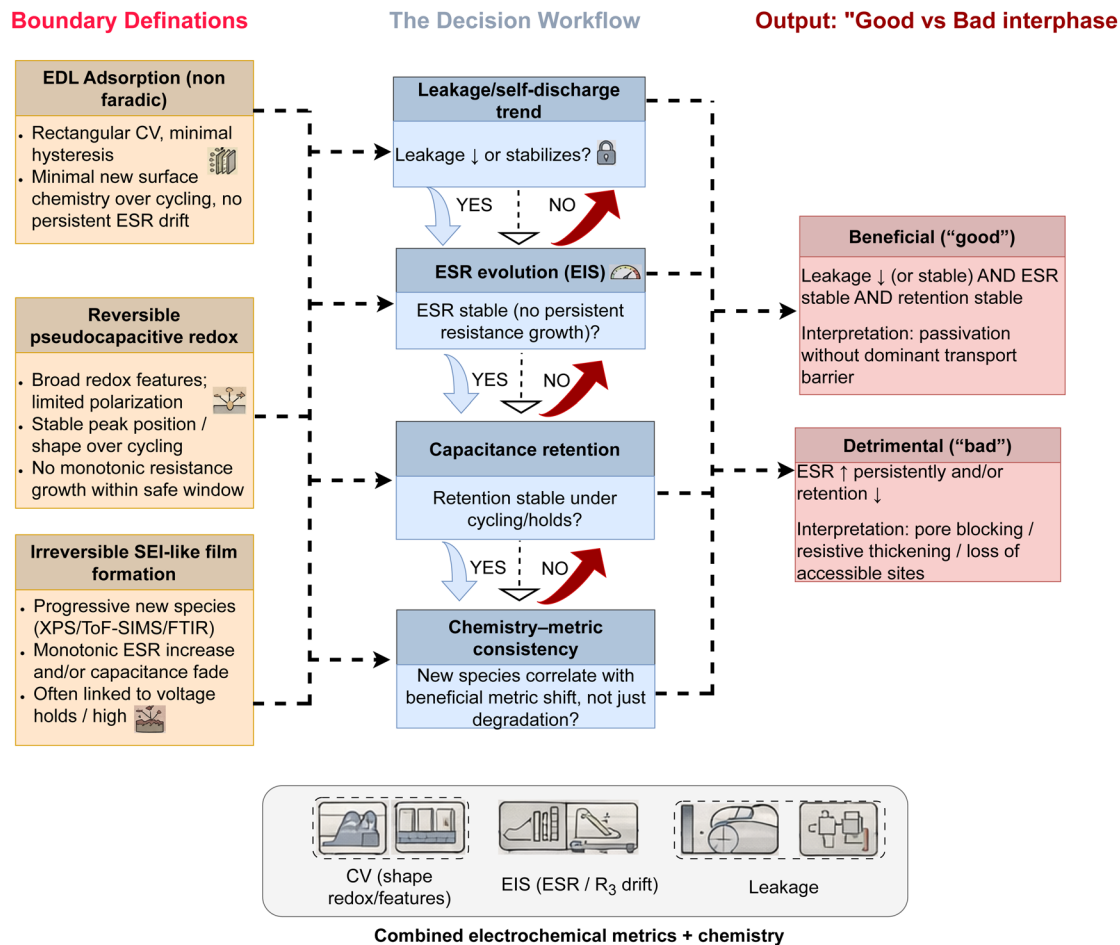 Boundary Definations
The Decision Workflow
Output: "Good vs Bad interphase
EDL Adsorption (non
faradic)
• Rectangular CV, minimal
hysteresis
• Minimal new surface
chemistry over cycling, no
persistent ESR drift
Reversible
pseudocapacitive redox
• Broad redox features;
limited polarization
• Stable peak position /
shape over cycling
• No monotonic resistance
growth within safe window
Irreversible SEI-like film
formation
• Progressive new species
(XPS/ToF-SIMS/FTIR)
• Monotonic ESR increase
and/or capacitance fade
• Often linked to voltage
holds / high
Leakage/self-discharge
trend
Leakage ↓ or stabilizes?
YES
NO
ESR evolution (EIS)
ESR stable (no persistent
resistance growth)?
YES
NO
Capacitance retention
Retention stable under
cycling/holds?
YES
NO
Chemistry–metric
consistency
New species correlate with
beneficial metric shift, not just
degradation?
Beneficial (“good”)
Leakage ↓ (or stable) AND ESR
stable AND retention stable
Interpretation: passivation
without dominant transport
barrier
Detrimental (“bad”)
ESR ↑ persistently and/or
retention ↓
Interpretation: pore blocking /
resistive thickening / loss of
accessible sites
CV (shape
redox/features)
EIS (ESR / R₃ drift)
Leakage
Combined electrochemical metrics + chemistry